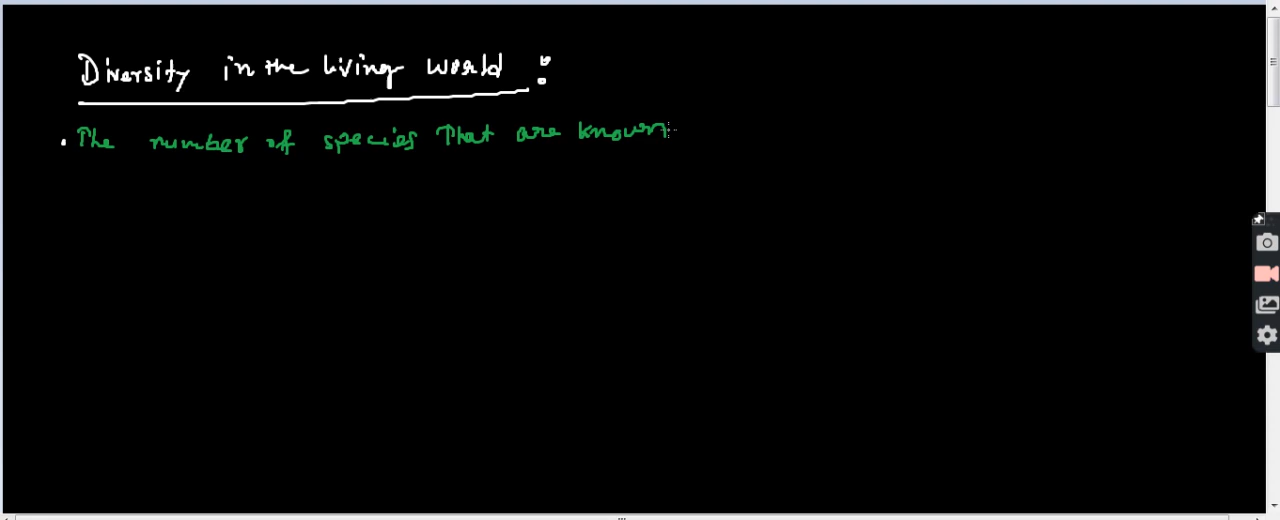 Diversity in the living world :
. The number of species That are known